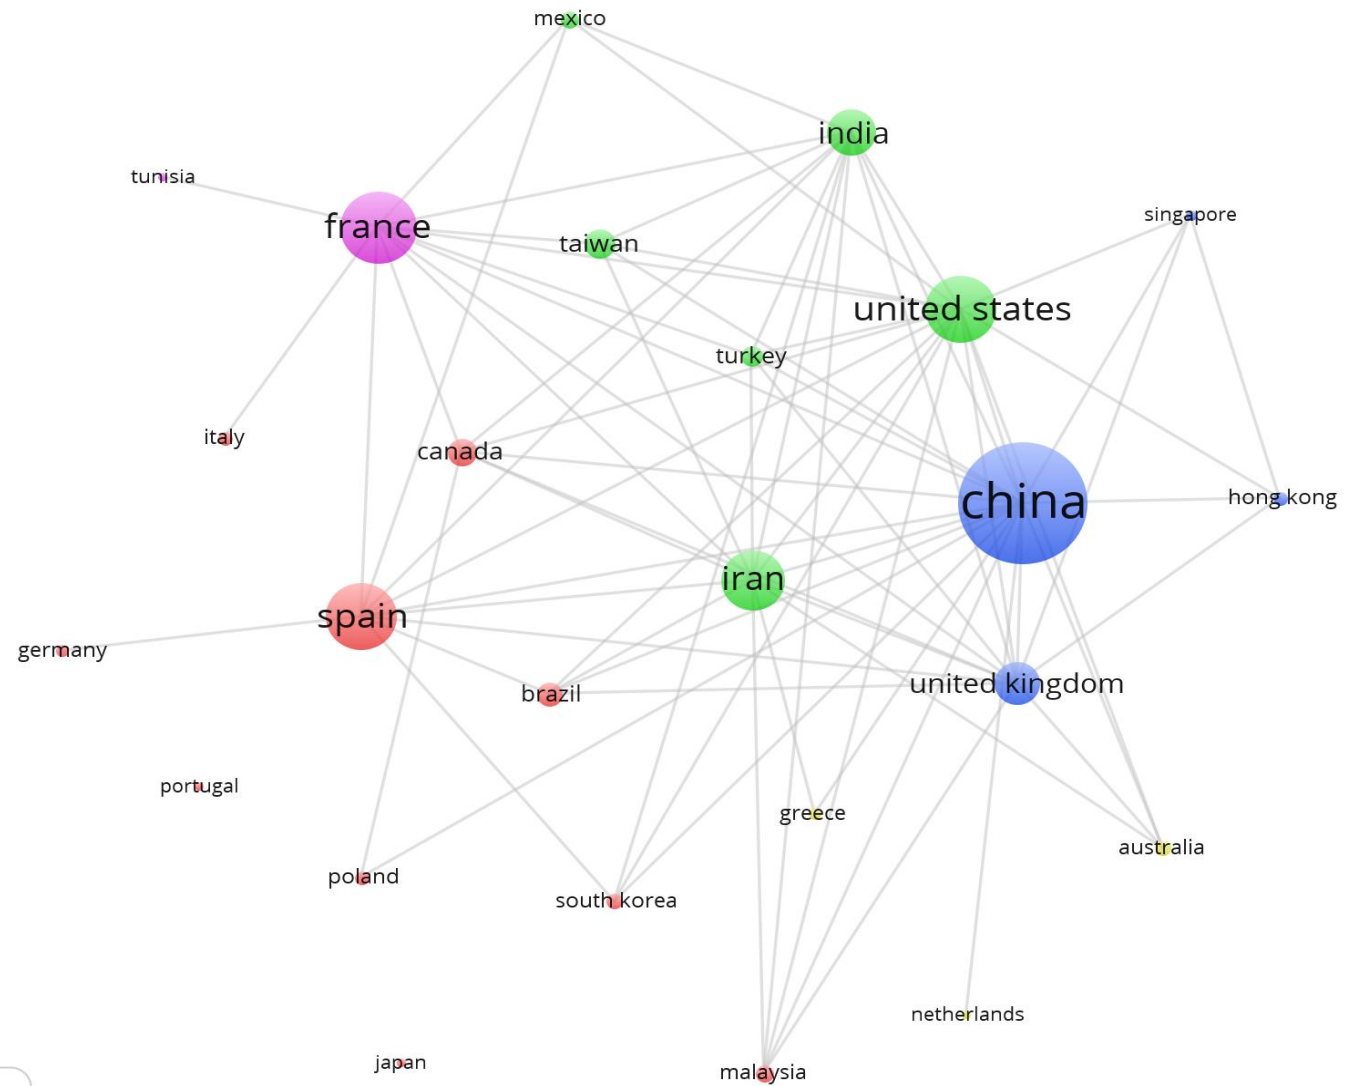 mexico
india
tunisia
singapore
france
taiwan
united states
turkey
italy
canada
china
hong kong
iran
spain
germany
brazil
united kingdom
portugal
greece
australia
poland
south korea
netherlands
japan
malaysia